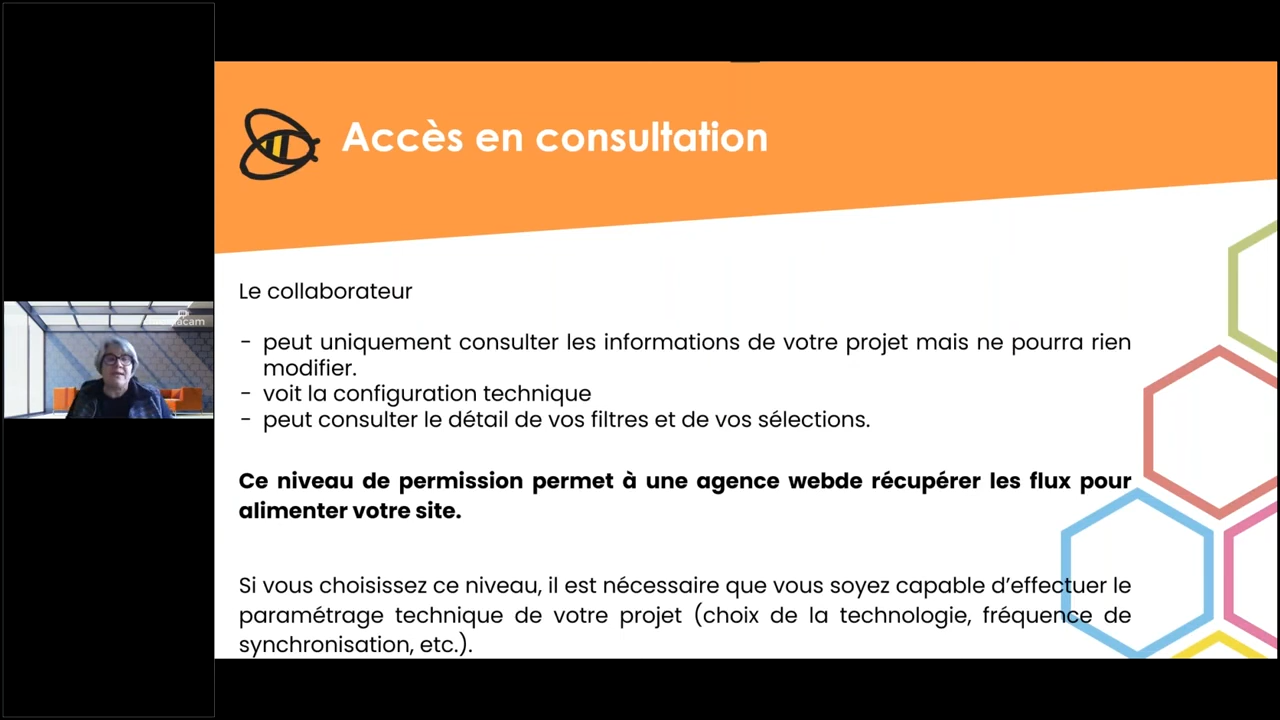 Accès en consultation
Le collaborateur
- peut uniquement consulter les informations de votre projet mais ne pourra rien
modifier.
- voit la configuration technique
- peut consulter le détail de vos filtres et de vos sélections.
Ce niveau de permission permet à une agence webde récupérer les flux pour
alimenter votre site.
Si vous choisissez ce niveau, il est nécessaire que vous soyez capable d’effectuer le
paramétrage technique de votre projet (choix de la technologie, fréquence de
synchronisation, etc.).